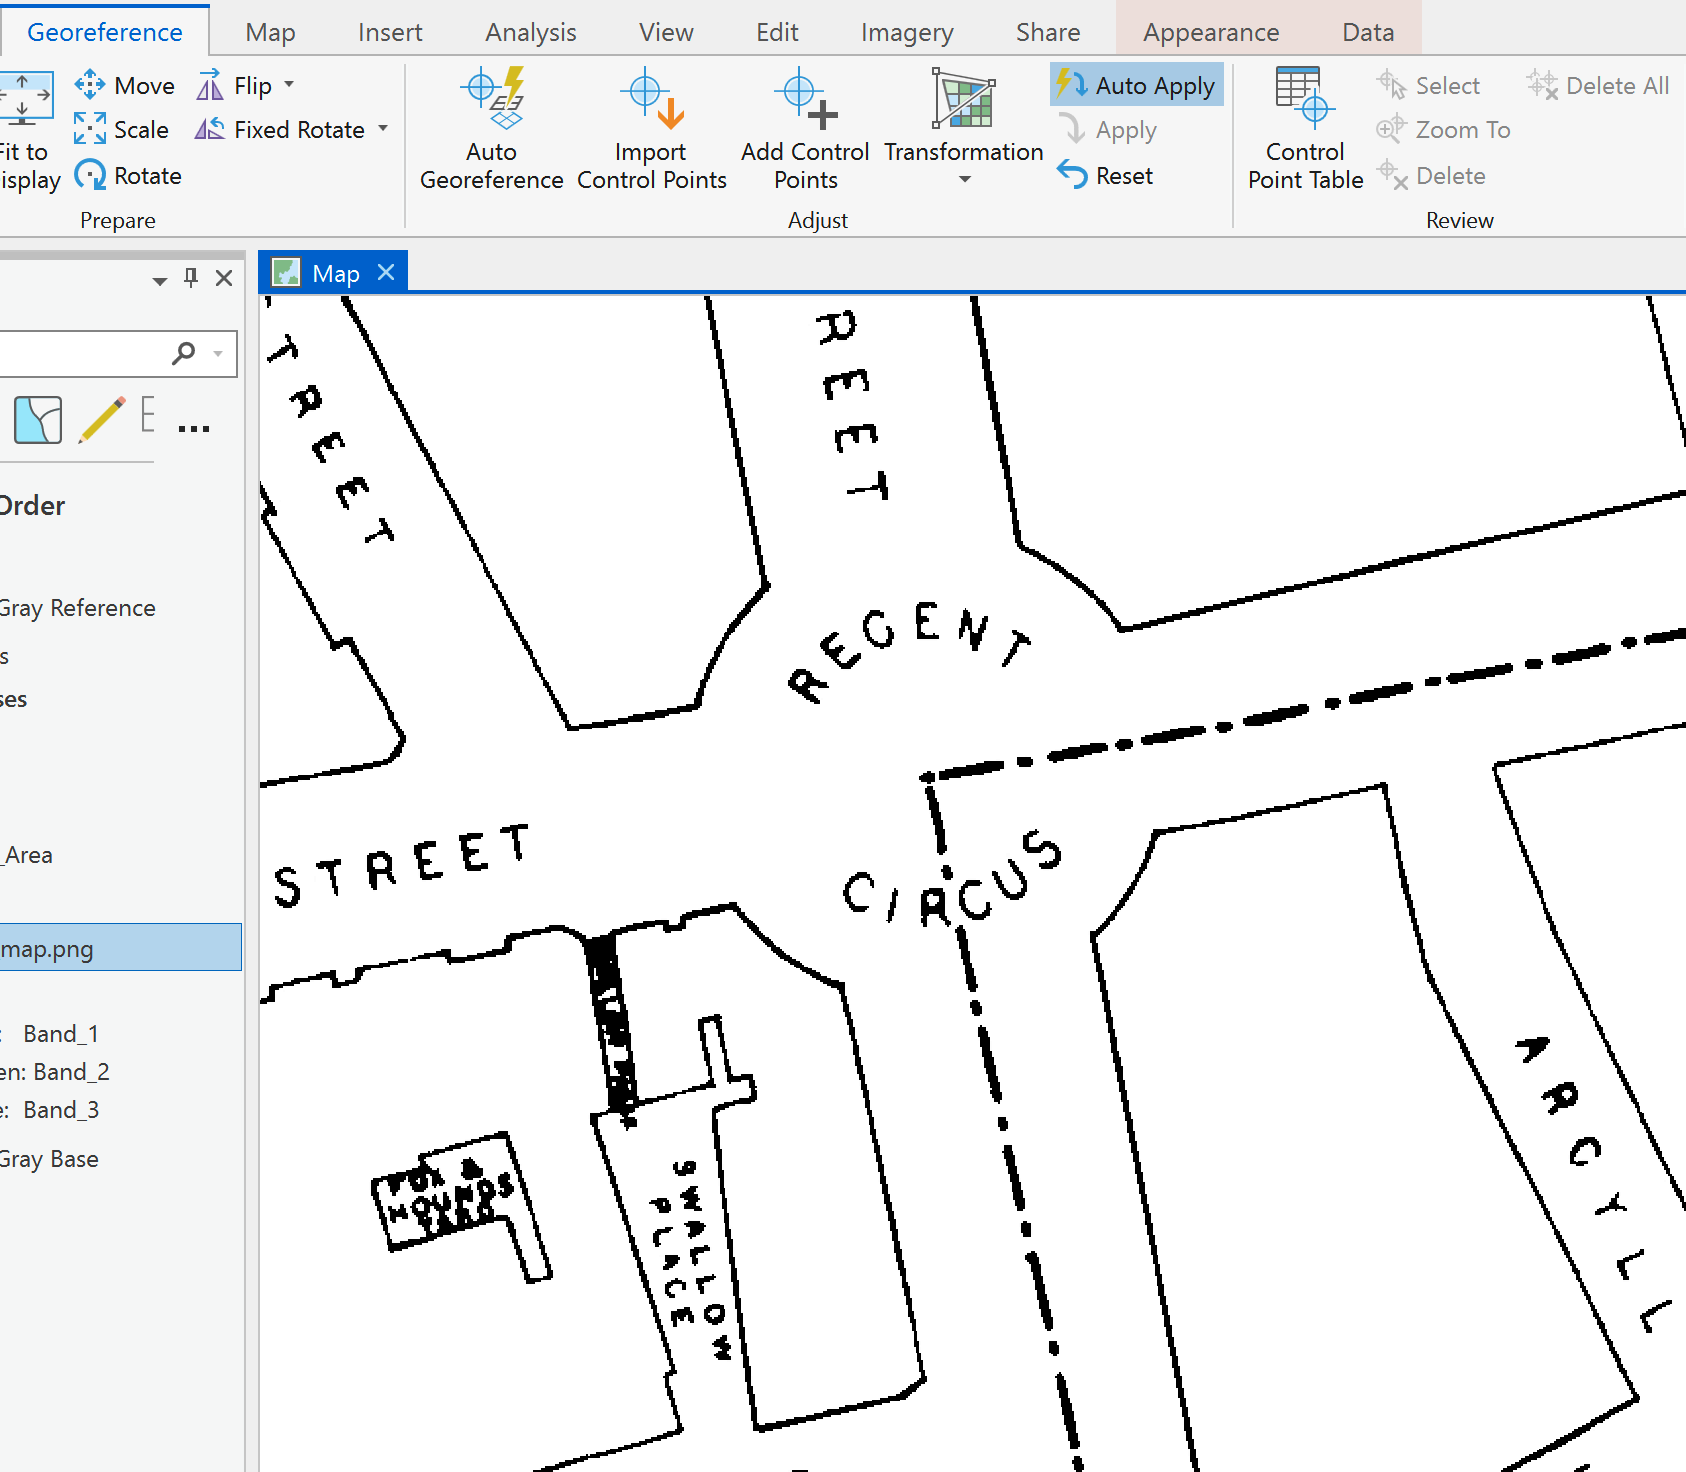 Georeference Map Insert Analysis View Edit Imagery Share Appearance Data
Move Flip
Scale Fixed Rotate
Rotate
Fit to
isplay
Prepare
Auto
Georeference
Import
Control Points
Add Control
Points
Transformation
Auto Apply
Apply
Reset
Adjust
Control
Point Table
Select
Zoom To
Delete
Delete All
Review
Map
Order
Gray Reference
s
ses
_Area
map.png
: Band_1
en: Band_2
e: Band_3
Gray Base
TREET
REET
REGENT
CIRCUS
STREET
FOX &
HOUNDS
YARD
SWALLOW
PLACE
ARGYLL